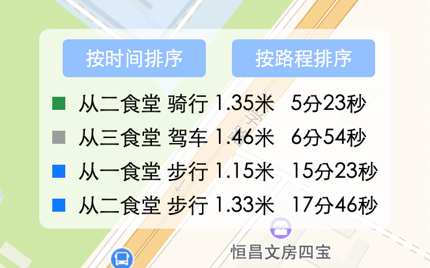 按时间排序 按路程排序
从二食堂 骑行 1.35米 5分23秒
从三食堂 驾车 1.46米 6分54秒
从一食堂 步行 1.15米 15分23秒
从二食堂 步行 1.33米 17分46秒
恒昌文房四宝